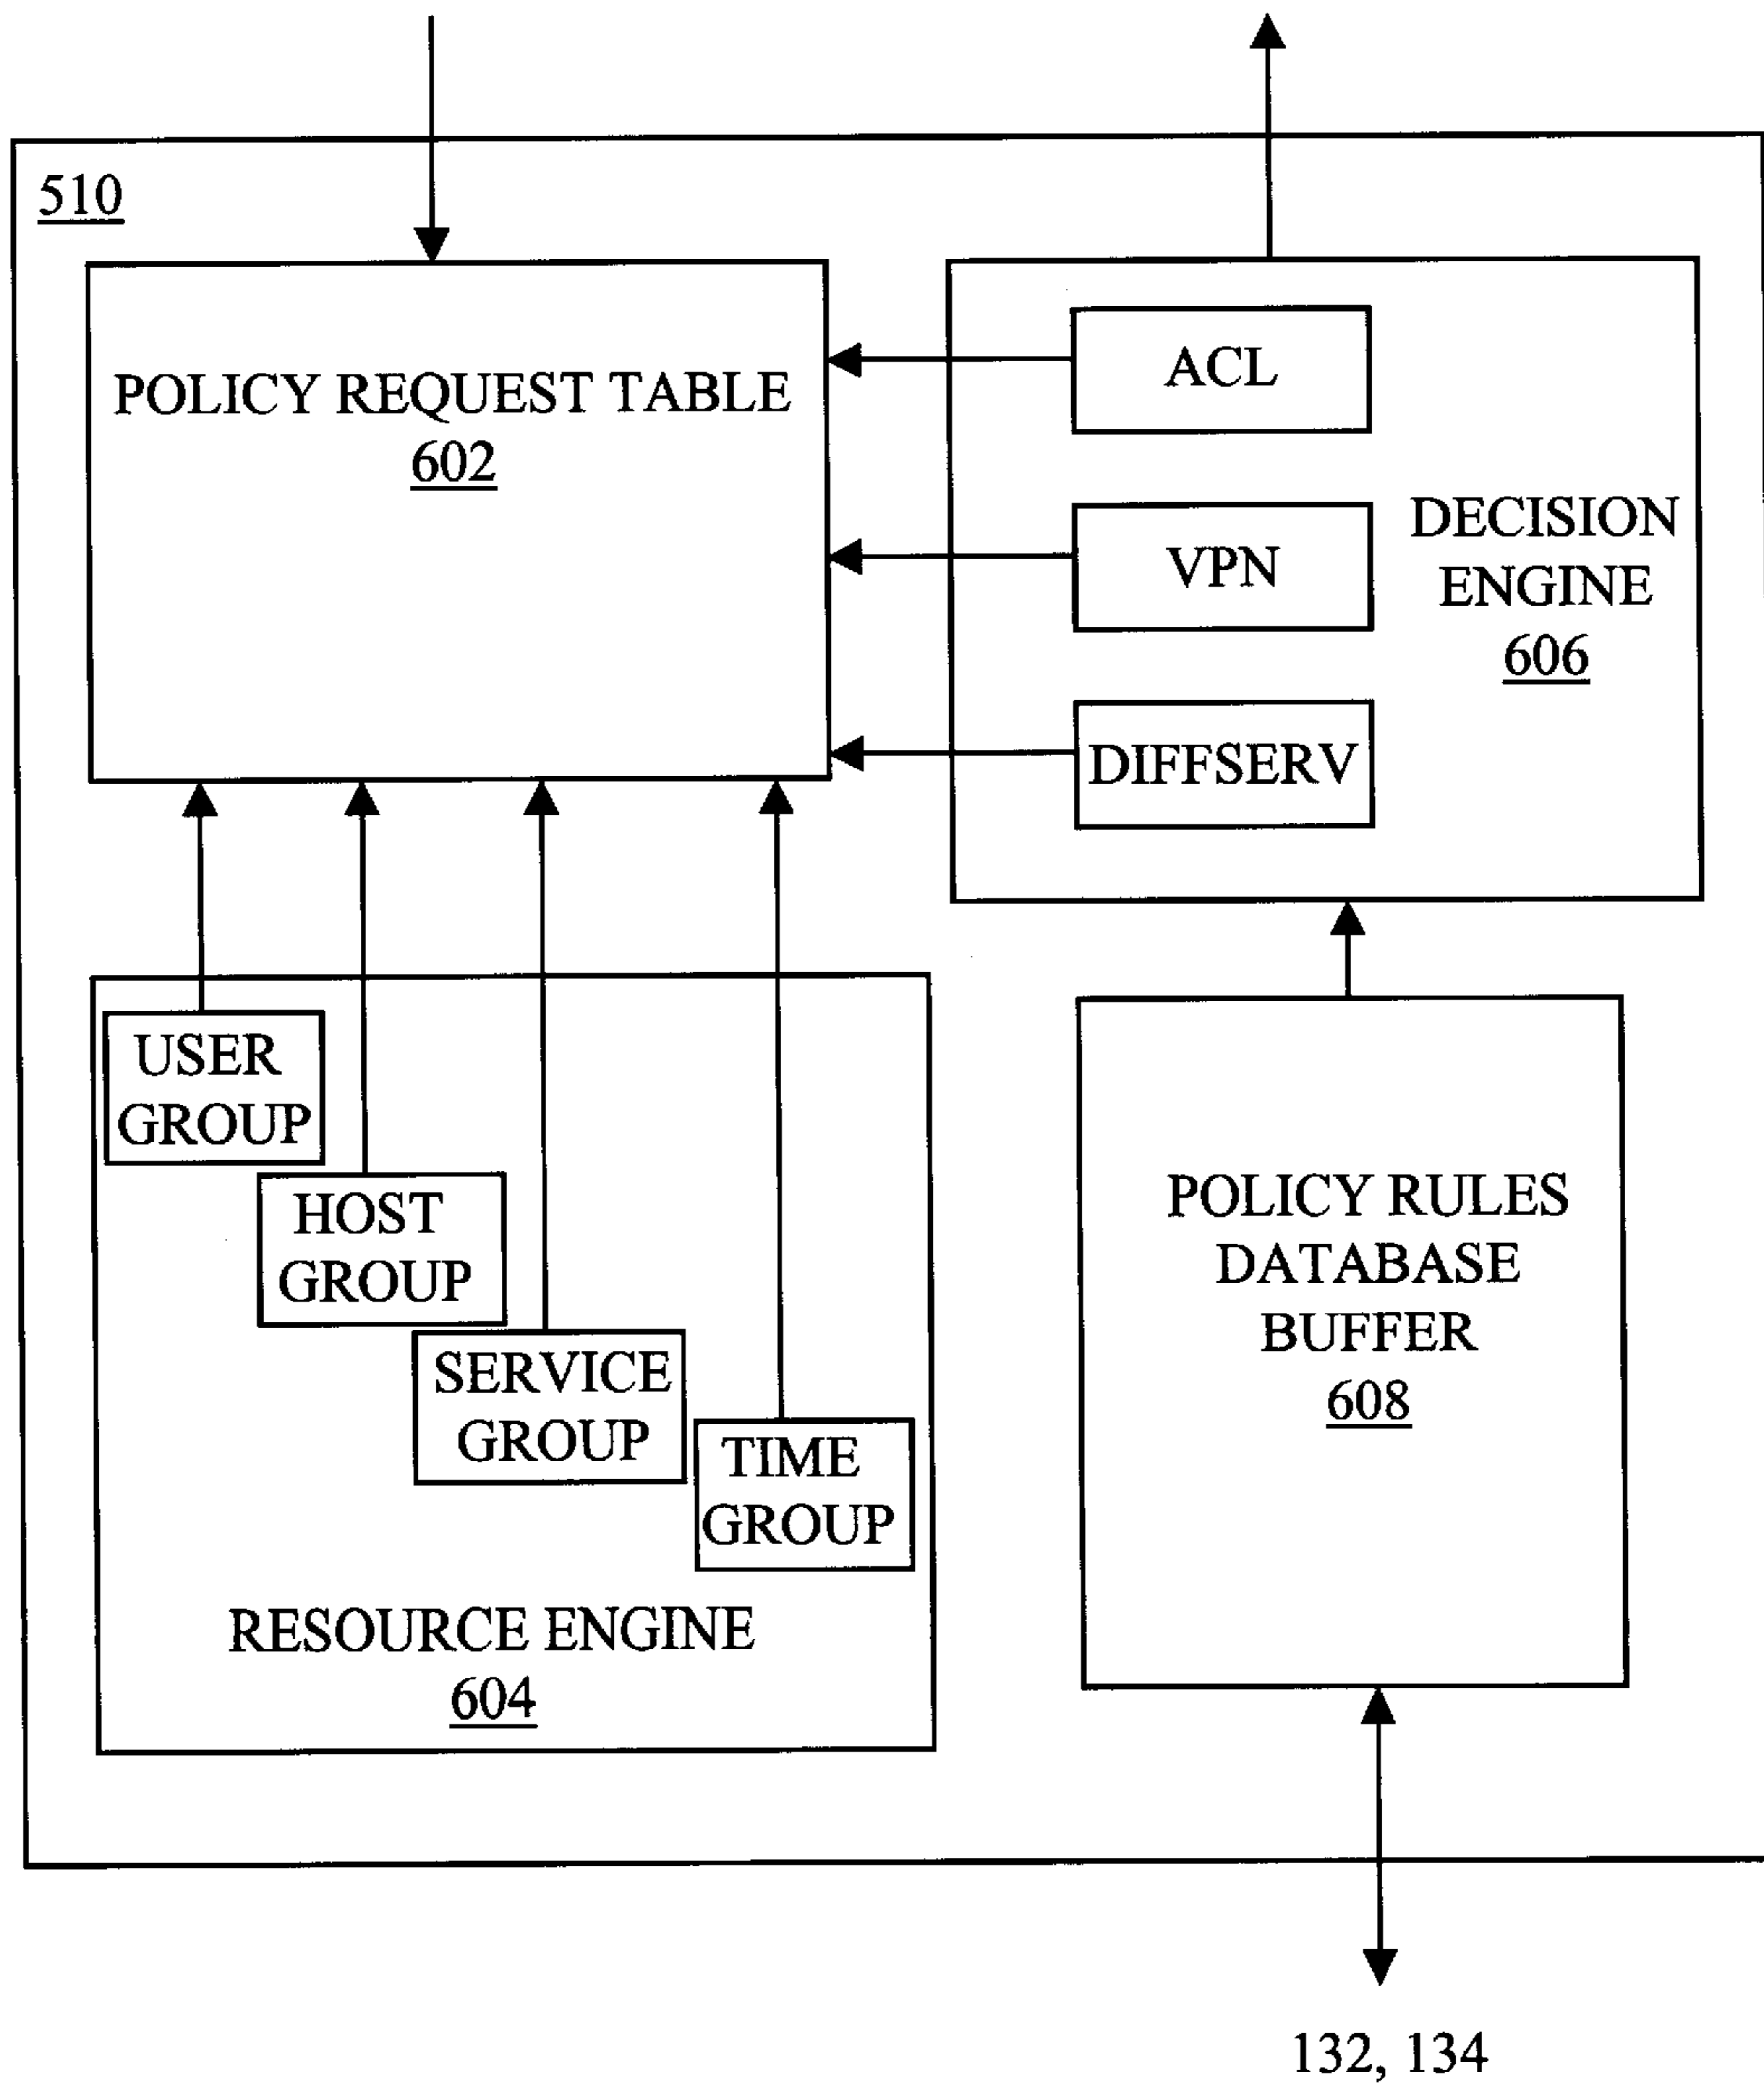 510
POLICY REQUEST TABLE
602
ACL
VPN
DIFFSERV
DECISION
ENGINE
606
USER
GROUP
HOST
GROUP
SERVICE
GROUP
TIME
GROUP
RESOURCE ENGINE
604
POLICY RULES
DATABASE
BUFFER
608
132, 134